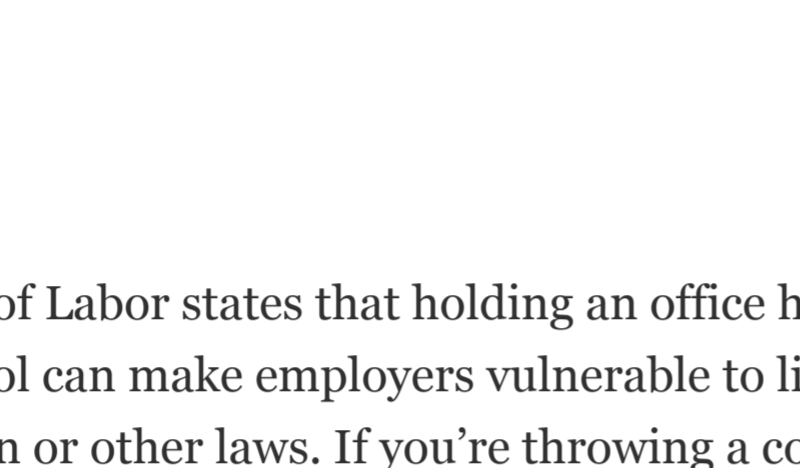 of Labor states that holding an office h
ol can make employers vulnerable to li
n or other laws. If you’re throwing a co